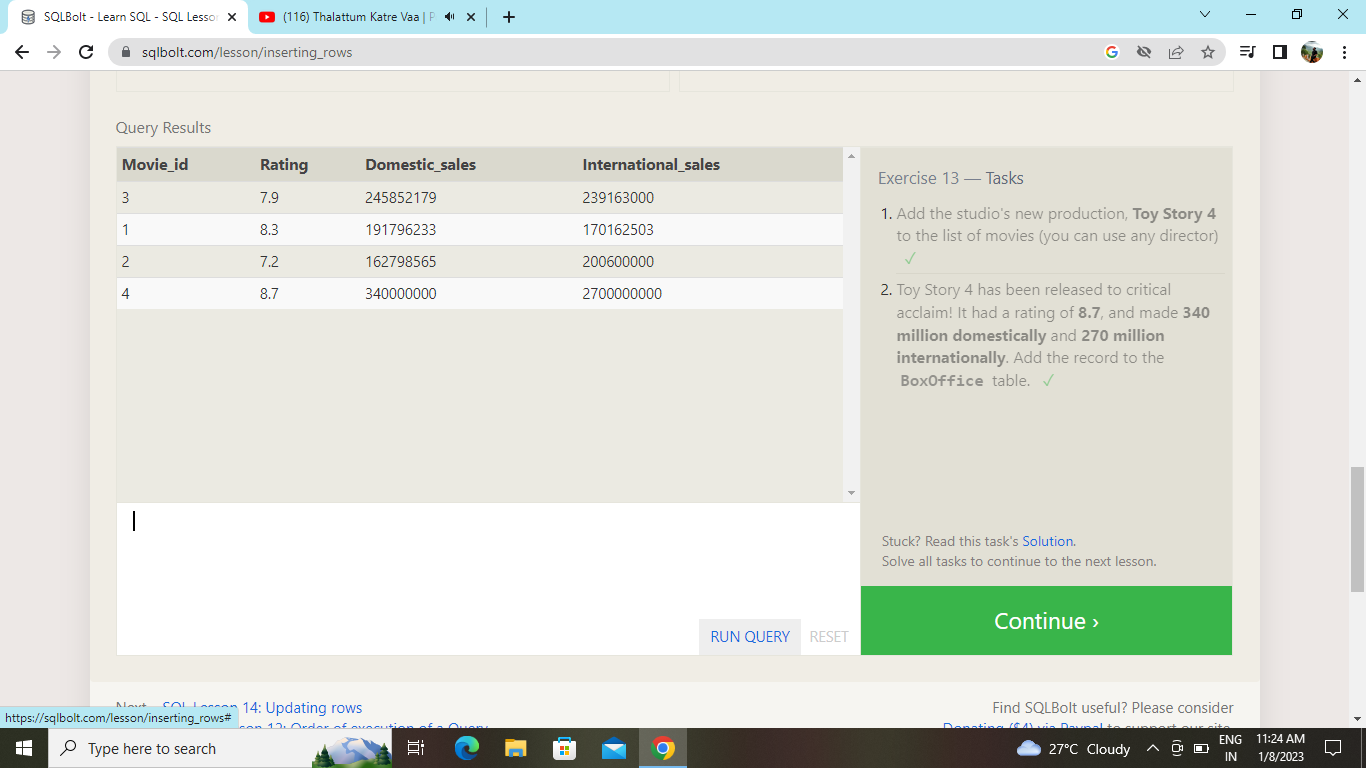 SQLBolt - Learn SQL - SQL Lesson
(116) Thalattum Katre Vaa | P
sqlbolt.com/lesson/inserting_rows
Query Results
Movie_id Rating Domestic_sales International_sales
3 7.9 245852179 239163000
1 8.3 191796233 170162503
2 7.2 162798565 200600000
4 8.7 340000000 2700000000
Exercise 13 — Tasks
1. Add the studio's new production, Toy Story 4
to the list of movies (you can use any director)
✓
2. Toy Story 4 has been released to critical
acclaim! It had a rating of 8.7, and made 340
million domestically and 270 million
internationally. Add the record to the
BoxOffice table. ✓
Stuck? Read this task's Solution.
Solve all tasks to continue to the next lesson.
RUN QUERY RESET
Continue ›
Next – SQL Lesson 14: Updating rows
Find SQLBolt useful? Please consider
https://sqlbolt.com/lesson/inserting_rows#
sson 12: Order of execution of a Query
Donating ($4) via Paypal to support our site.
Type here to search
27°C Cloudy
ENG
IN
11:24 AM
1/8/2023